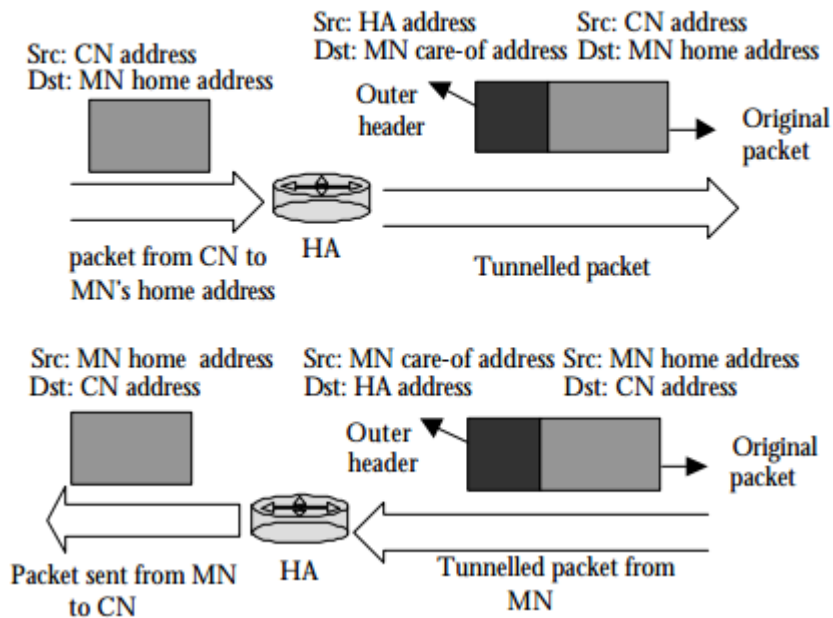 Src: CN address
Dst: MN home address
Src: HA address
Dst: MN care-of address
Src: CN address
Dst: MN home address
Outer
header
Original
packet
HA
packet from CN to
MN's home address
Tunnelled packet
Src: MN home address
Dst: CN address
Src: MN care-of address
Dst: HA address
Src: MN home address
Dst: CN address
Outer
header
Original
packet
HA
Packet sent from MN
to CN
Tunnelled packet from
MN